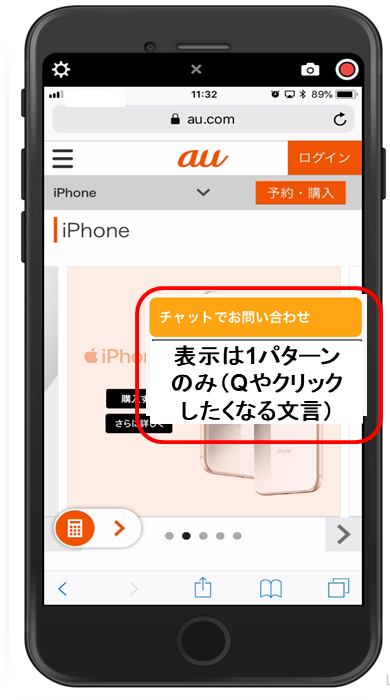 11:32
89%
au.com
au
ログイン
iPhone
予約・購入
iPhone
チャットでお問い合わせ
iPhon
表示は1パターン
のみ（Qやクリック
したくなる文言）
購入す
さらに詳しく
iPhone